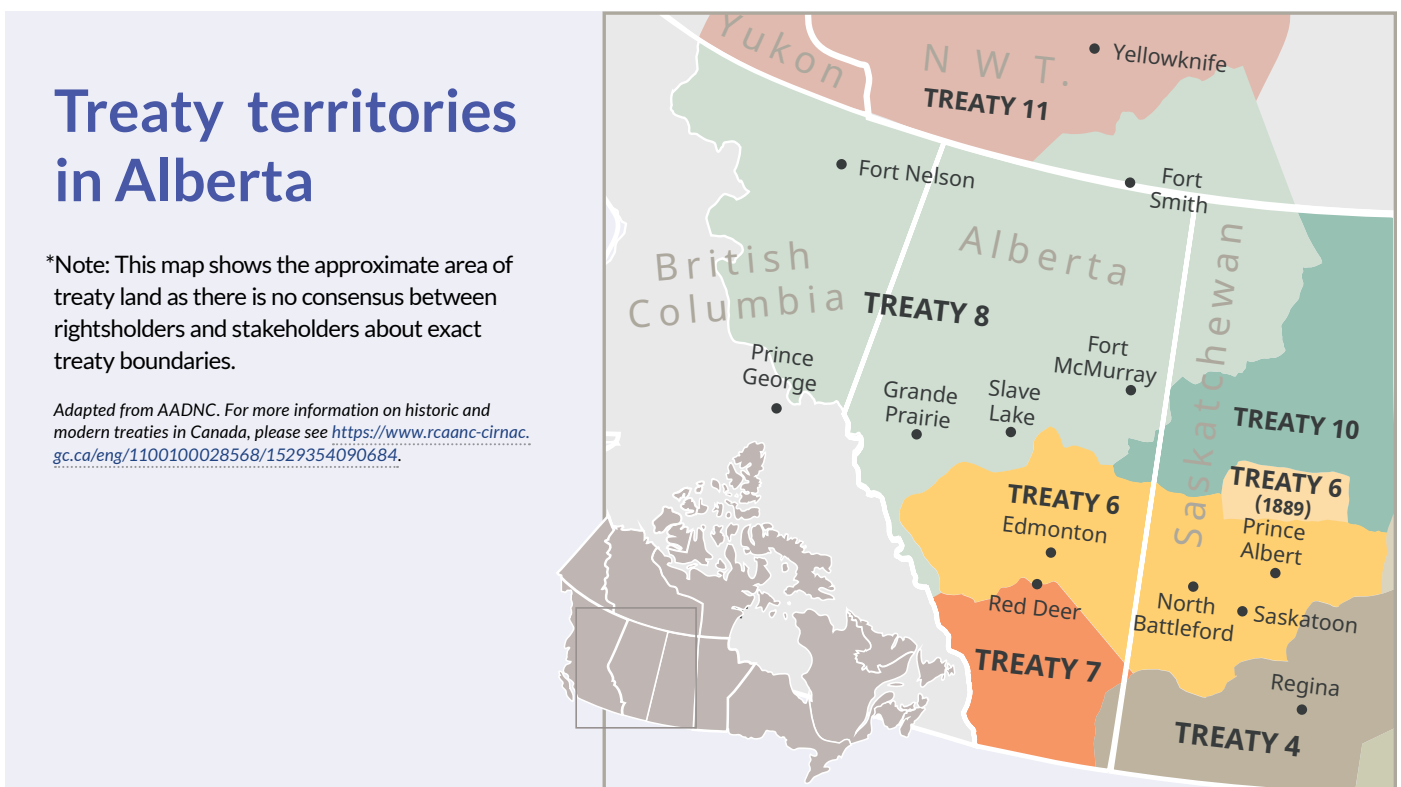 Treaty territories
in Alberta
*Note: This map shows the approximate area of
treaty land as there is no consensus between
rightsholders and stakeholders about exact
treaty boundaries.
Adapted from AADNC. For more information on historic and
modern treaties in Canada, please see https://www.rcaanc-cirnac.
gc.ca/eng/1100100028568/1529354090684.
Yukon
N W T.
Yellowknife
TREATY 11
Fort Nelson
Fort
Smith
British
Columbia
Alberta
Saskatchewan
TREATY 8
Prince
George
Grande
Prairie
Slave
Lake
Fort
McMurray
TREATY 10
TREATY 6
(1889)
TREATY 6
Edmonton
Prince
Albert
Red Deer
North
Battleford
Saskatoon
TREATY 7
Regina
TREATY 4